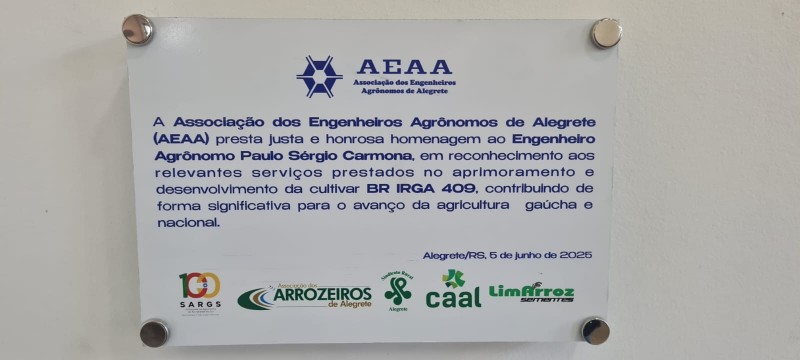 AEAA
Associação dos Engenheiros
Agrônomos de Alegrete
A Associação dos Engenheiros Agrônomos de Alegrete
(AEAA) presta justa e honrosa homenagem ao Engenheiro
Agrônomo Paulo Sérgio Carmona, em reconhecimento aos
relevantes serviços prestados no aprimoramento e
desenvolvimento da cultivar BR IRGA 409, contribuindo de
forma significativa para o avanço da agricultura gaúcha e
nacional.
Alegrete/RS, 5 de junho de 2025
100
SARGS
Associação dos
ARROZEIROS
de Alegrete
Sindicato Rural
Alegrete
caal
LimArroz
sementes